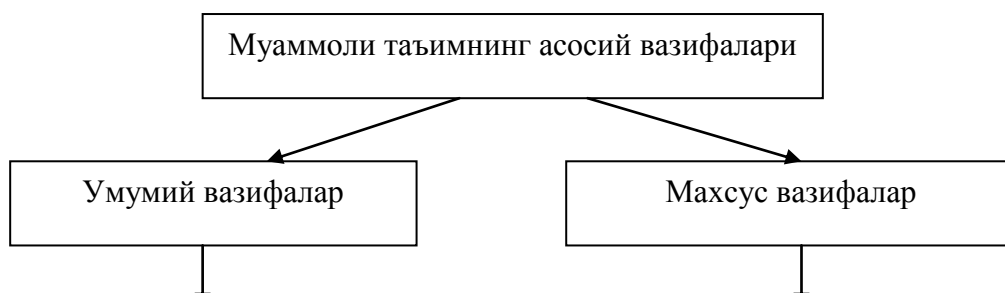 Муаммоли таъимнинг асосий вазифалари
Умумий вазифалар
Махсус вазифалар